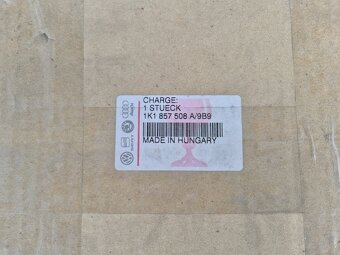 CHARGE:
1 STUECK
1K1 857 508 A/9B9
MADE IN HUNGARY